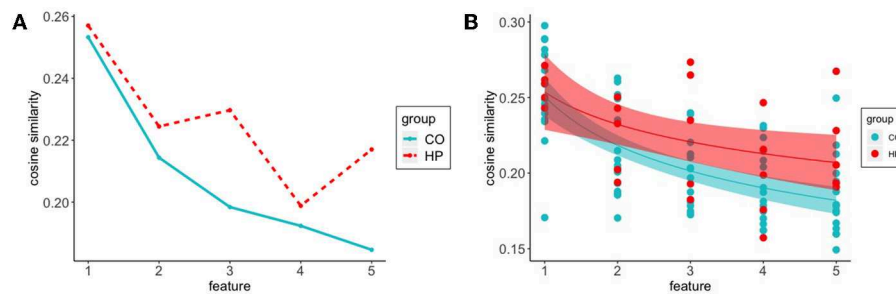 A
cosine similarity
0.26
0.24
0.22
0.20
1 2 3 4 5
feature
group
CO
HP
B
cosine similarity
0.30
0.25
0.20
0.15
1 2 3 4 5
feature
group